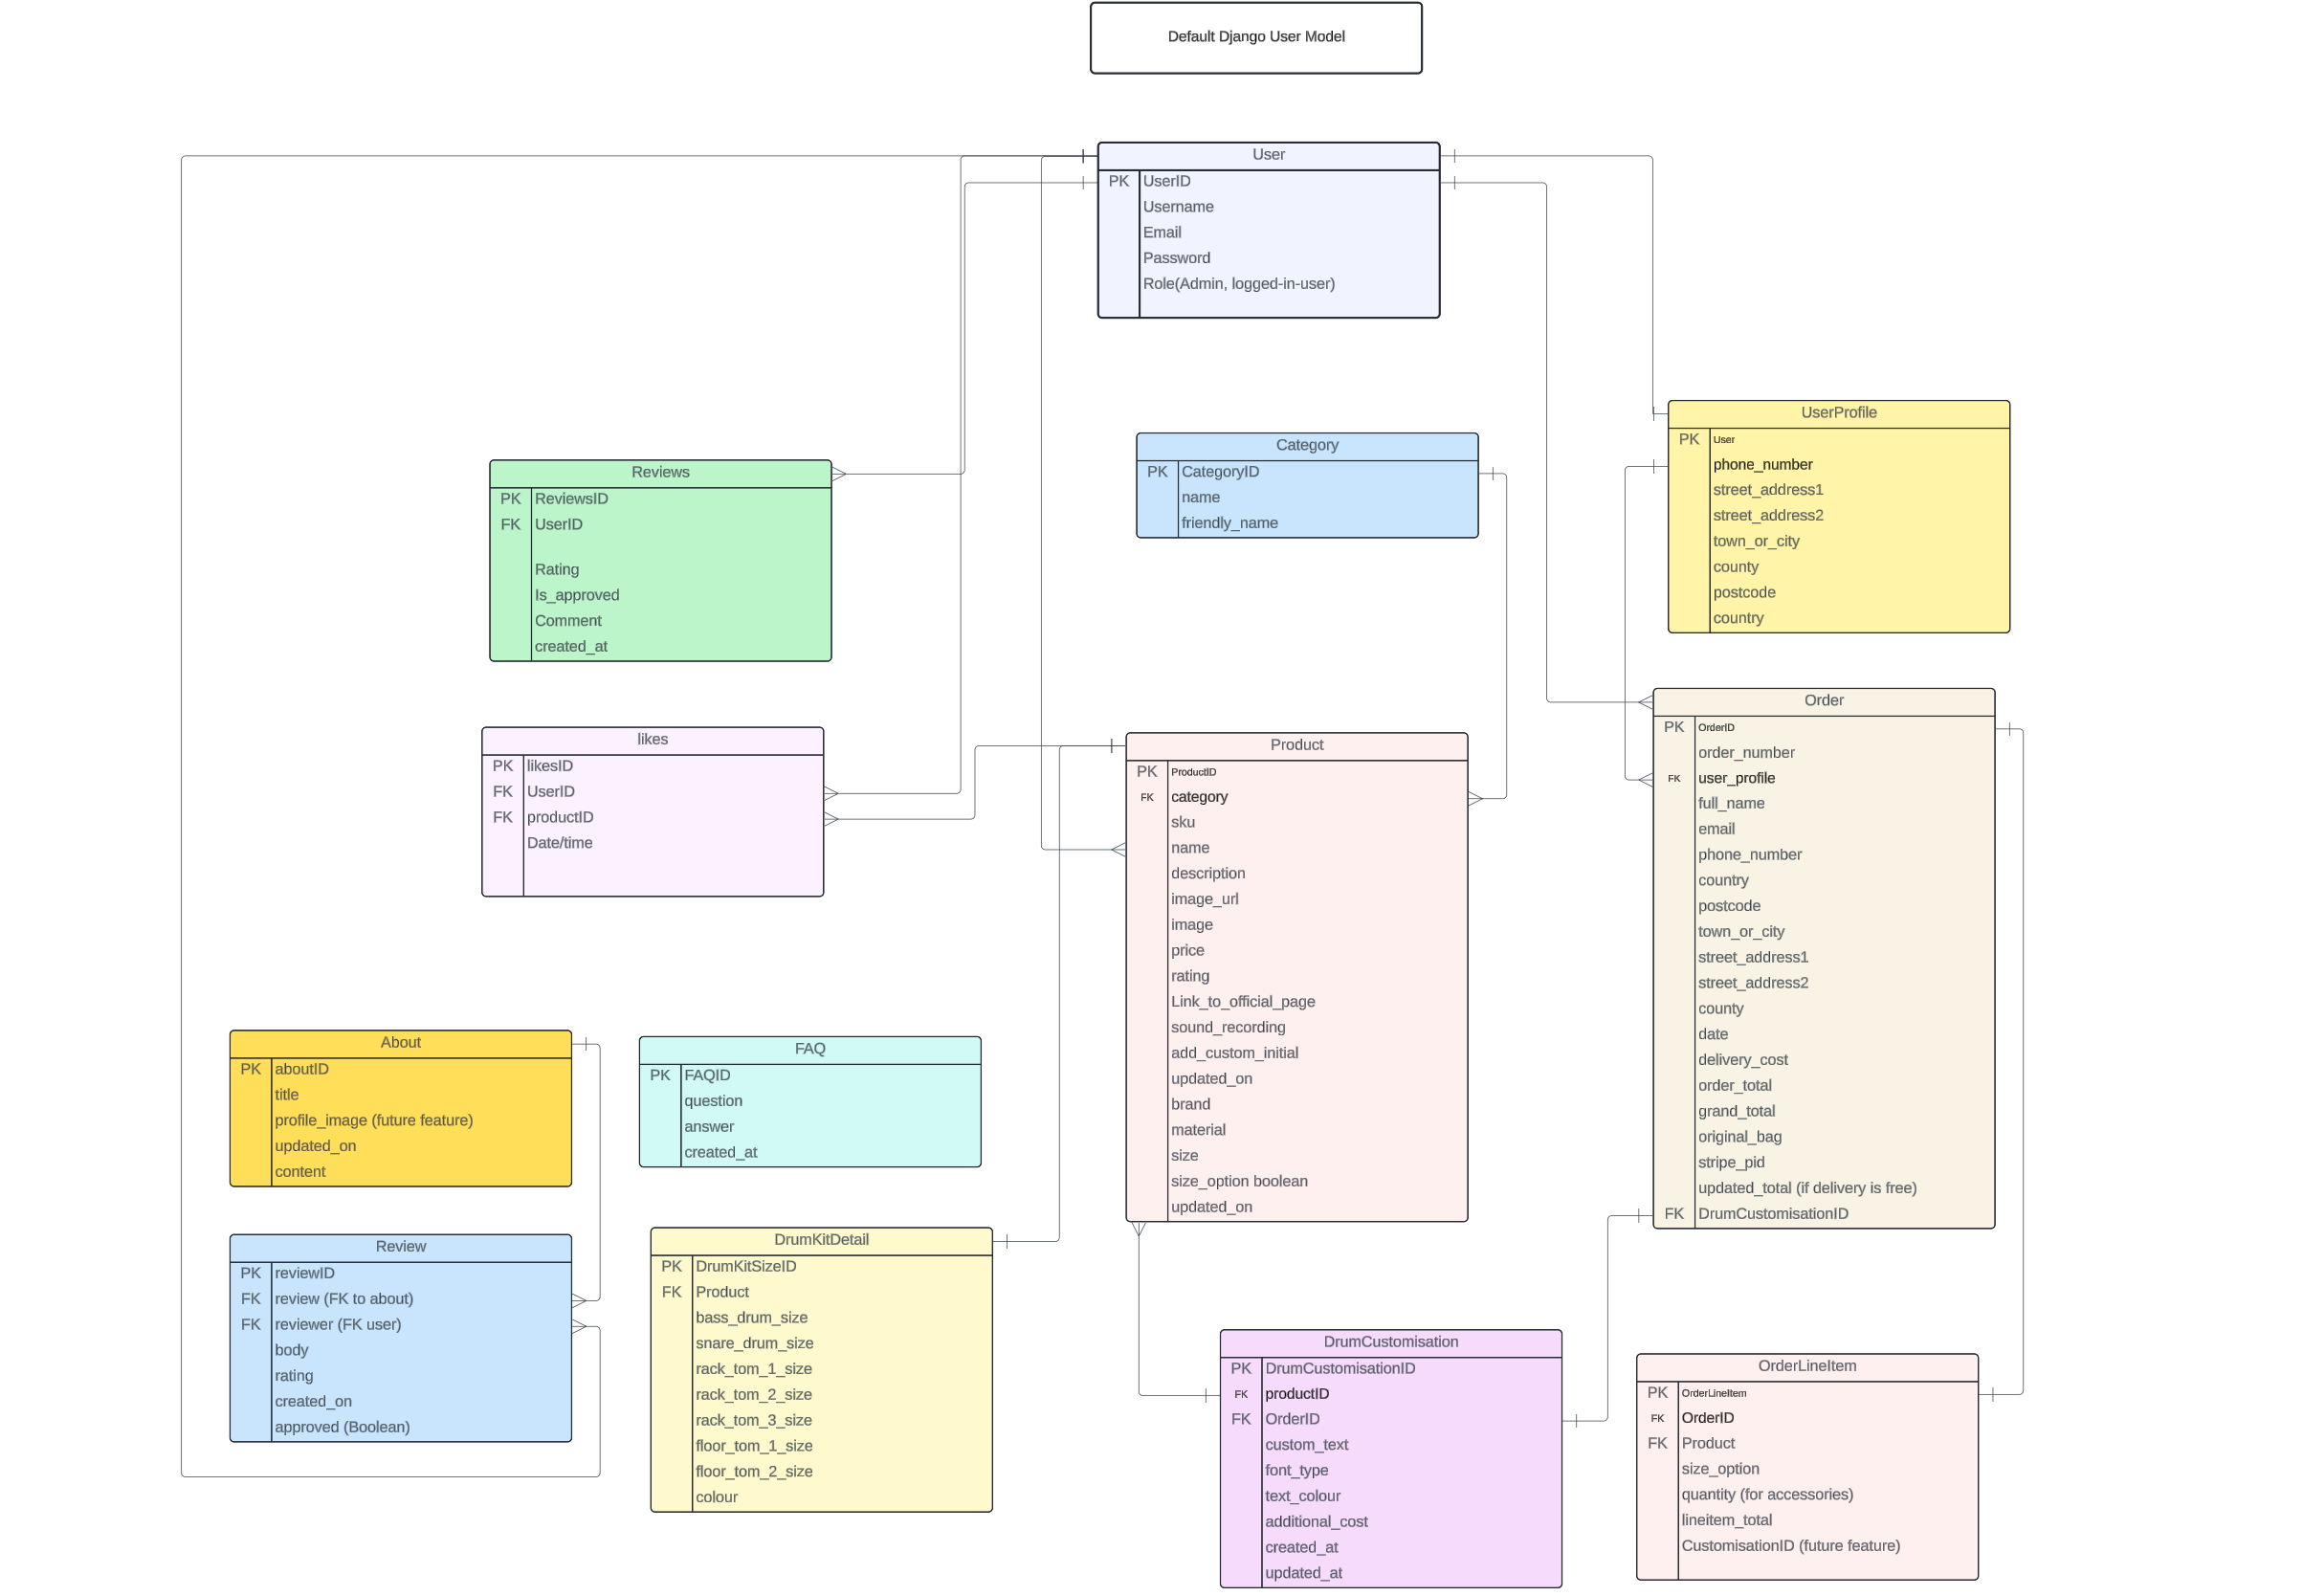 Default Django User Model
User
PK UserID
Username
Email
Password
Role(Admin, logged-in-user)
UserProfile
PK User
phone_number
street_address1
street_address2
town_or_city
county
postcode
country
Category
PK CategoryID
name
friendly_name
Reviews
PK ReviewsID
FK UserID
Rating
Is_approved
Comment
created_at
likes
PK likesID
FK UserID
FK productID
Date/time
Product
PK ProductID
FK category
sku
name
description
image_url
image
price
rating
Link_to_official_page
sound_recording
add_custom_initial
updated_on
brand
material
size
size_option boolean
updated_on
Order
PK OrderID
order_number
FK user_profile
full_name
email
phone_number
country
postcode
town_or_city
street_address1
street_address2
county
date
delivery_cost
order_total
grand_total
original_bag
stripe_pid
updated_total (if delivery is free)
FK DrumCustomisationID
About
PK aboutID
title
profile_image (future feature)
updated_on
content
FAQ
PK FAQID
question
answer
created_at
Review
PK reviewID
FK review (FK to about)
FK reviewer (FK user)
body
rating
created_on
approved (Boolean)
DrumKitDetail
PK DrumKitSizeID
FK Product
bass_drum_size
snare_drum_size
rack_tom_1_size
rack_tom_2_size
rack_tom_3_size
floor_tom_1_size
floor_tom_2_size
colour
DrumCustomisation
PK DrumCustomisationID
FK productID
FK OrderID
custom_text
font_type
text_colour
additional_cost
created_at
updated_at
OrderLineItem
PK OrderLineItem
FK OrderID
FK Product
size_option
quantity (for accessories)
lineitem_total
CustomisationID (future feature)